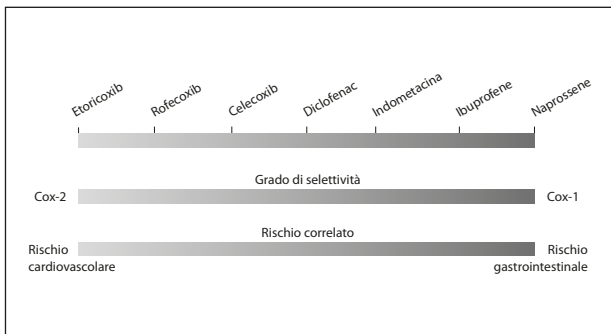 Etoricoxib
Rofecoxib
Celecoxib
Diclofenac
Indometacina
Ibuprofene
Naprossene
Grado di selettività
Cox-2
Cox-1
Rischio correlato
Rischio
cardiovascolare
Rischio
gastrointestinale